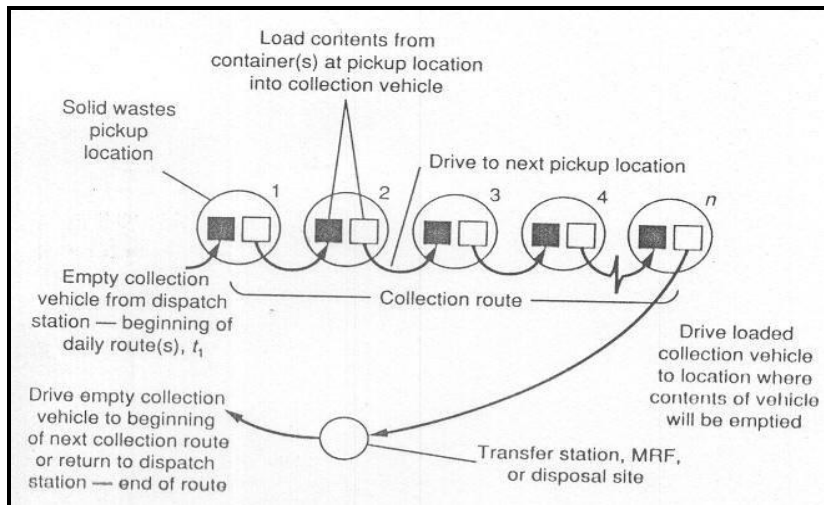 Load contents from
container(s) at pickup location
into collection vehicle
Solid wastes
pickup
location
Drive to next pickup location
1
2
3
4
n
Empty collection
vehicle from dispatch
station — beginning of
daily route(s), t₁
Collection route
Drive loaded
collection vehicle
to location where
contents of vehicle
will be emptied
Drive empty collection
vehicle to beginning
of next collection route
or return to dispatch
station — end of route
Transfer station, MRF,
or disposal site